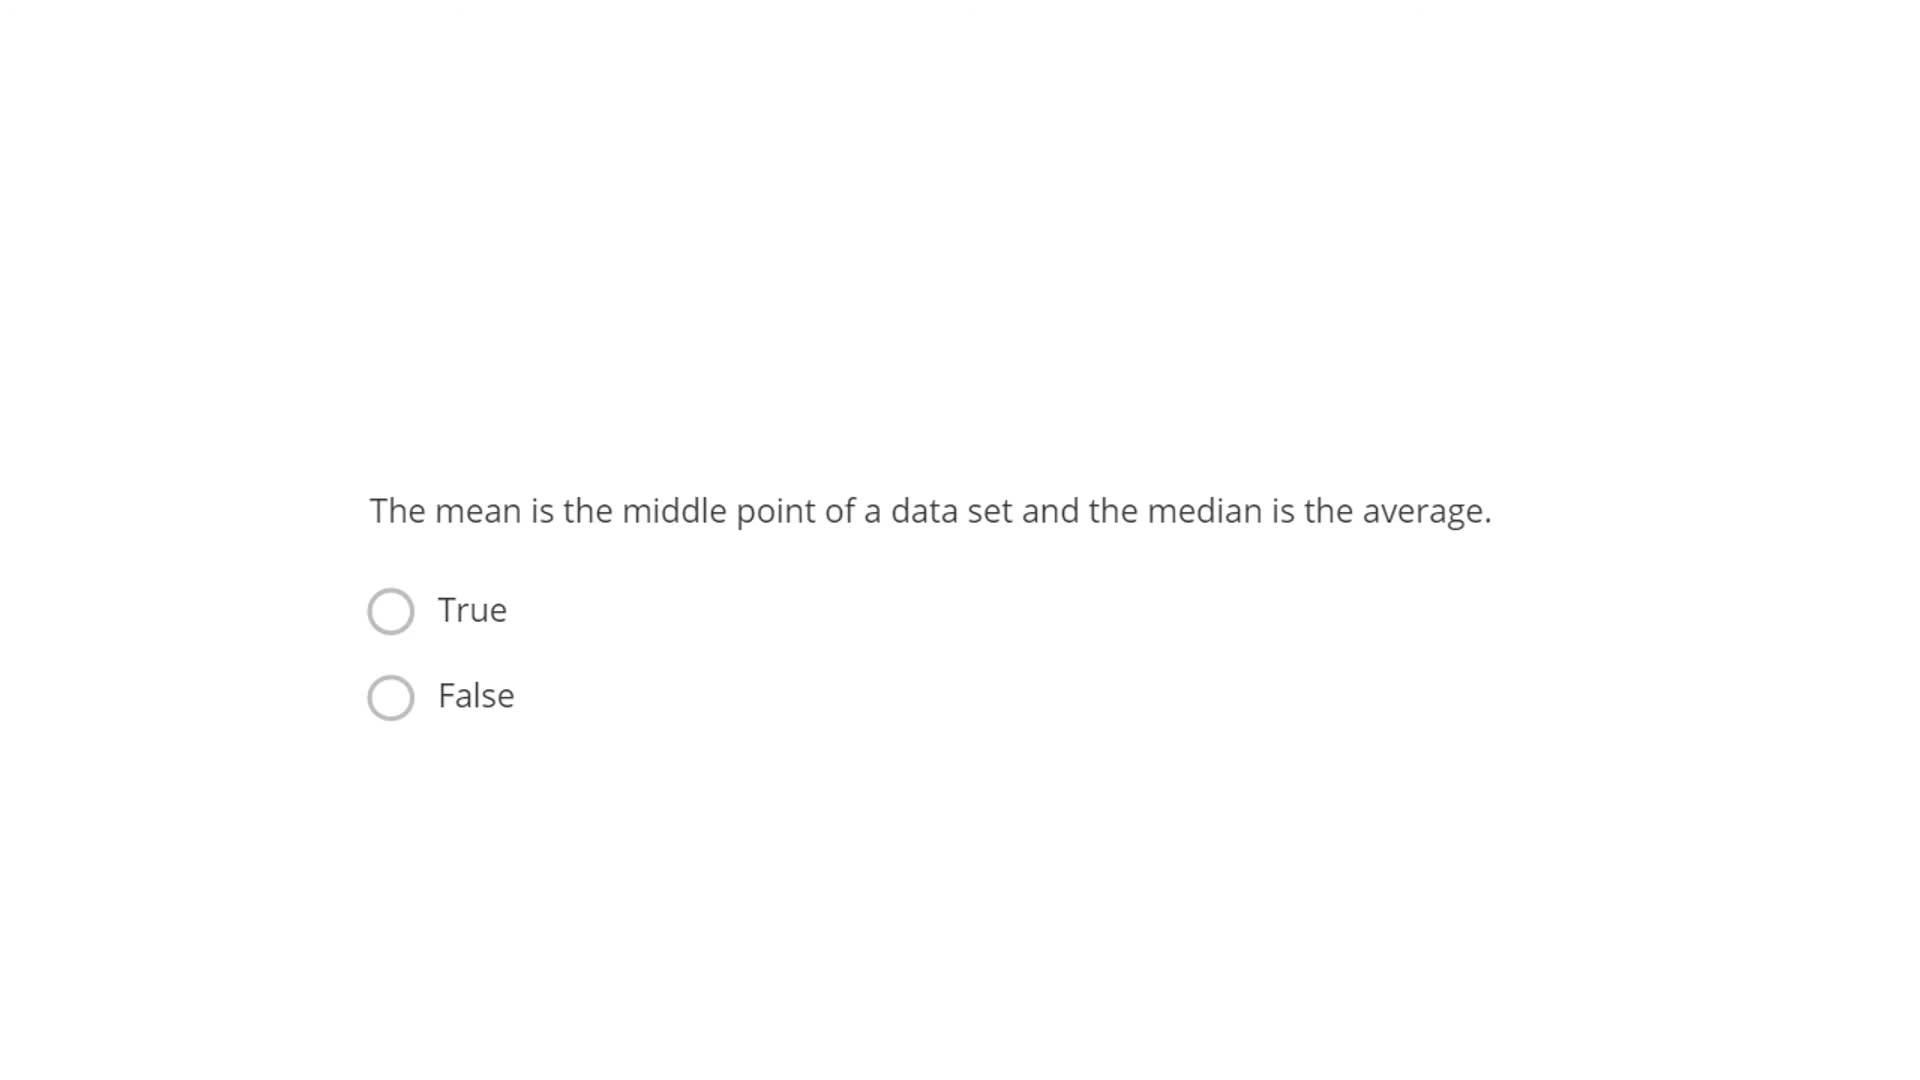 The mean is the middle point of a data set and the median is the average.
True
False